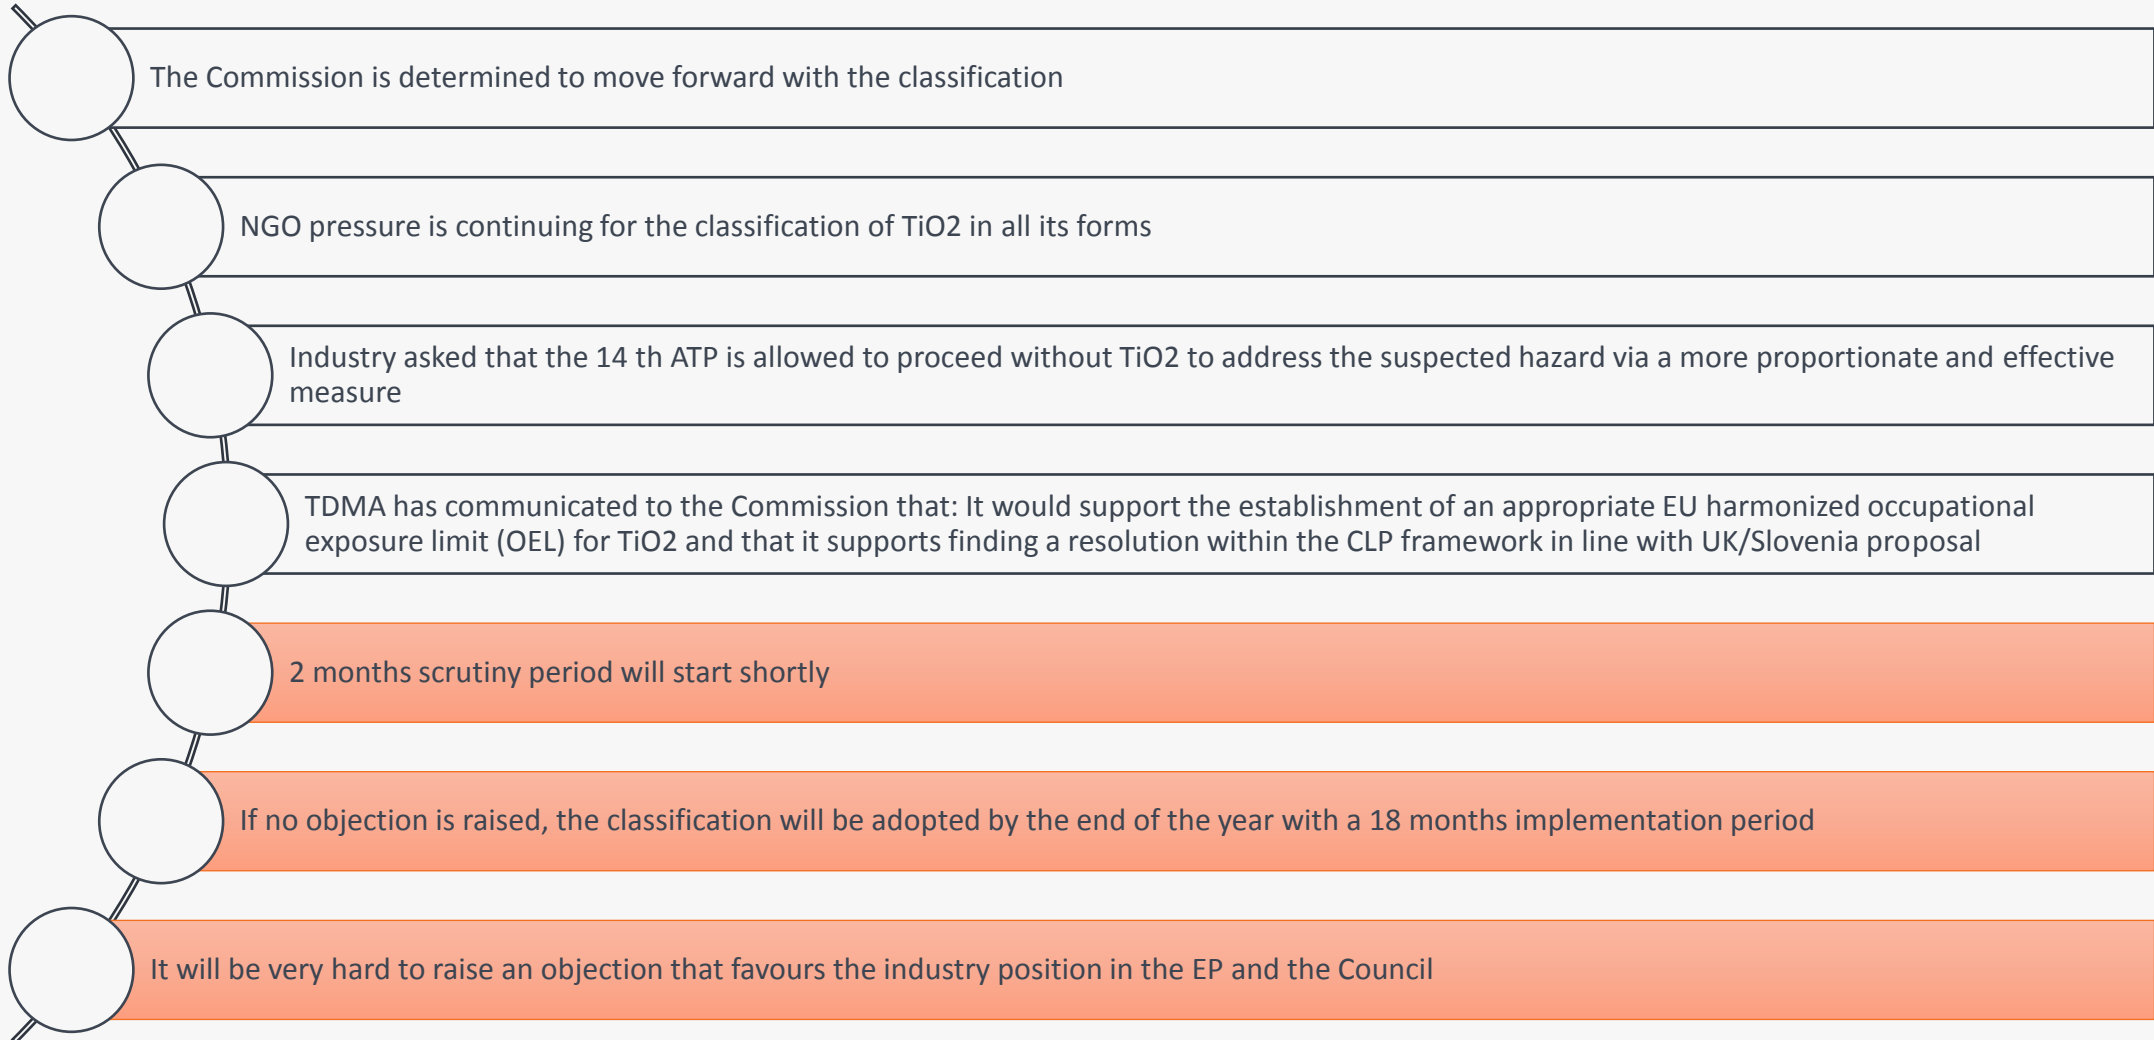 The Commission is determined to move forward with the classification
NGO pressure is continuing for the classification of TiO2 in all its forms
Industry asked that the 14 th ATP is allowed to proceed without TiO2 to address the suspected hazard via a more proportionate and effective
measure
TDMA has communicated to the Commission that: It would support the establishment of an appropriate EU harmonized occupational
exposure limit (OEL) for TiO2 and that it supports finding a resolution within the CLP framework in line with UK/Slovenia proposal
2 months scrutiny period will start shortly
If no objection is raised, the classification will be adopted by the end of the year with a 18 months implementation period
It will be very hard to raise an objection that favours the industry position in the EP and the Council